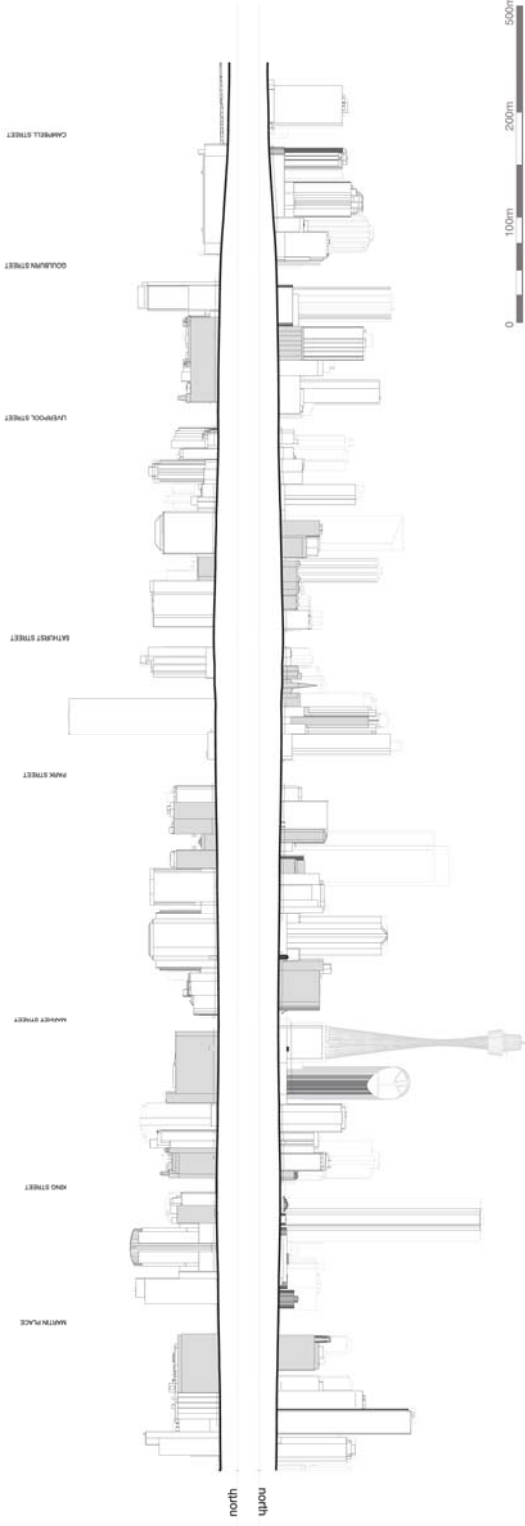 CAMPBELL STREET
GOULBURN STREET
LIVERPOOL STREET
BATHURST STREET
PARK STREET
MARKET STREET
KING STREET
MARTIN PLACE
north
north
0
100m
200m
500m